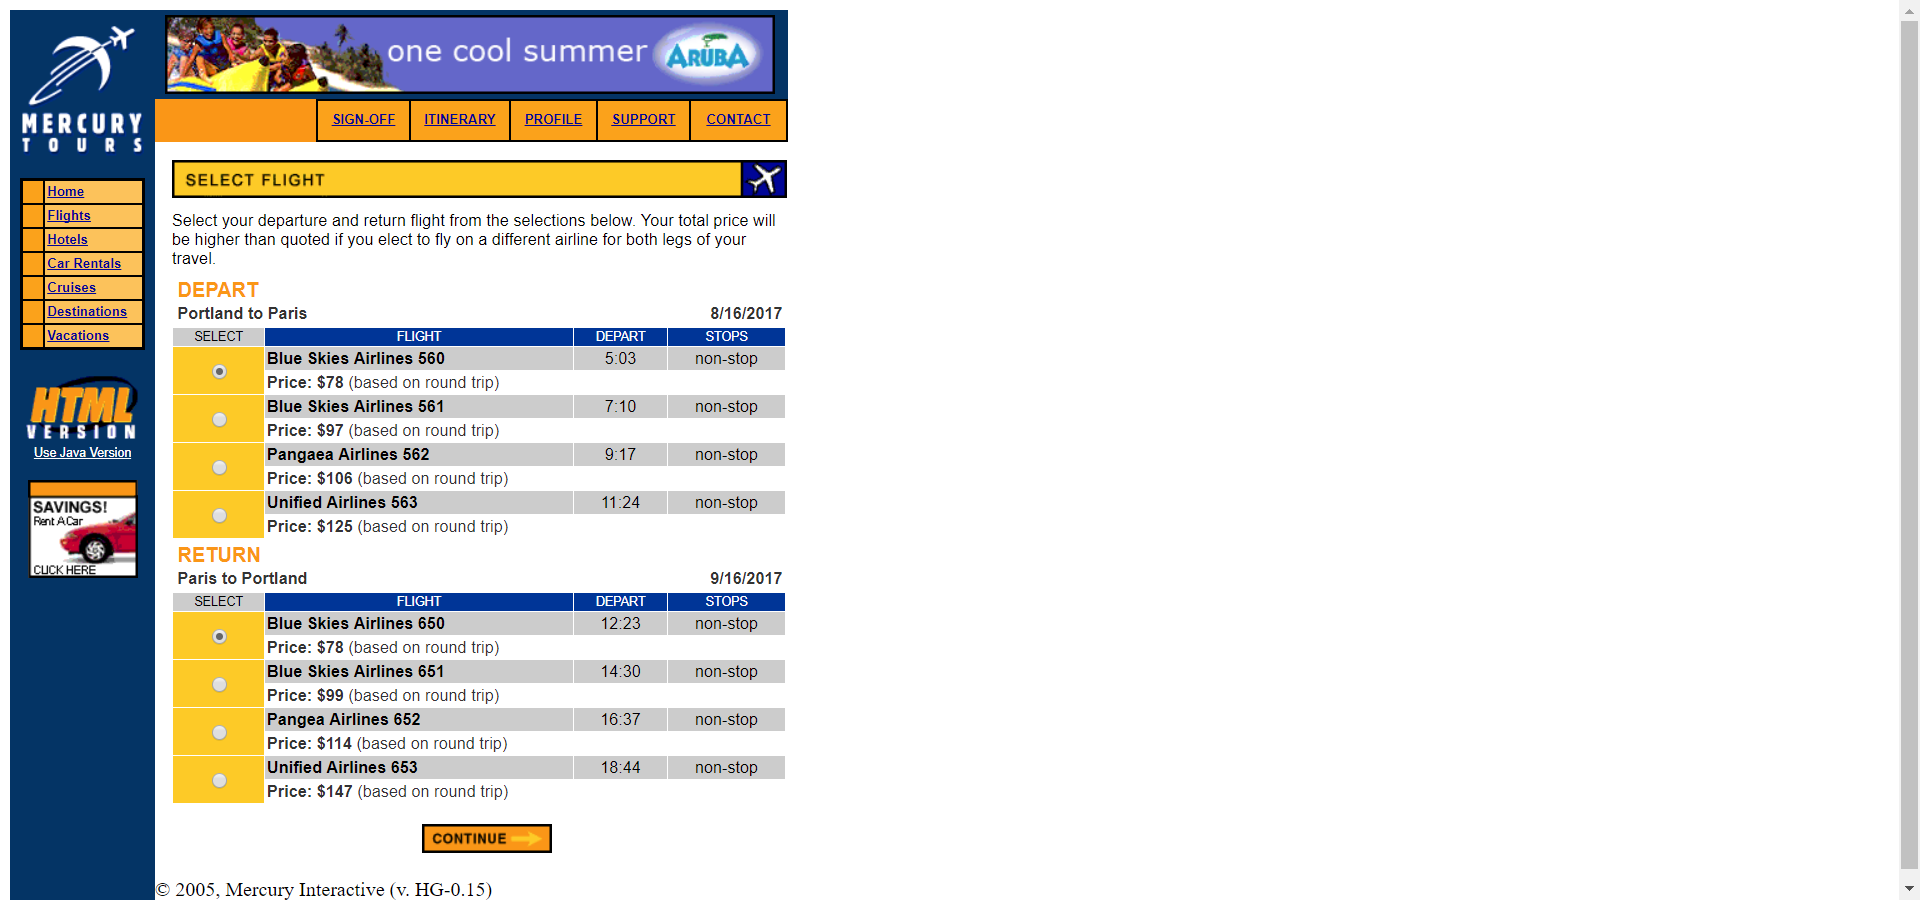 one cool summer ARUBA
MERCURY
TOURS
SIGN-OFF ITINERARY PROFILE SUPPORT CONTACT
Home
Flights
Hotels
Car Rentals
Cruises
Destinations
Vacations
HTML
VERSION
Use Java Version
SAVINGS!
Rent A Car
CLICK HERE
SELECT FLIGHT
Select your departure and return flight from the selections below. Your total price will
be higher than quoted if you elect to fly on a different airline for both legs of your
travel.
DEPART
Portland to Paris 8/16/2017
SELECT FLIGHT DEPART STOPS
Blue Skies Airlines 560 5:03 non-stop
Price: $78 (based on round trip)
Blue Skies Airlines 561 7:10 non-stop
Price: $97 (based on round trip)
Pangaea Airlines 562 9:17 non-stop
Price: $106 (based on round trip)
Unified Airlines 563 11:24 non-stop
Price: $125 (based on round trip)
RETURN
Paris to Portland 9/16/2017
SELECT FLIGHT DEPART STOPS
Blue Skies Airlines 650 12:23 non-stop
Price: $78 (based on round trip)
Blue Skies Airlines 651 14:30 non-stop
Price: $99 (based on round trip)
Pangea Airlines 652 16:37 non-stop
Price: $114 (based on round trip)
Unified Airlines 653 18:44 non-stop
Price: $147 (based on round trip)
CONTINUE
© 2005, Mercury Interactive (v. HG-0.15)